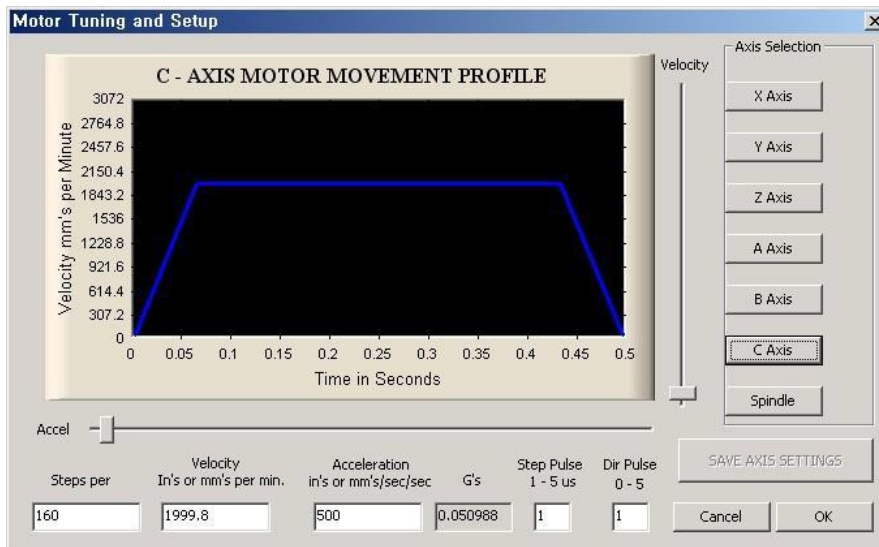 Motor Tuning and Setup
C - AXIS MOTOR MOVEMENT PROFILE
Velocity mm's per Minute
3072
2764.8
2457.6
2150.4
1843.2
1536
1228.8
921.6
614.4
307.2
0
0 0.05 0.1 0.15 0.2 0.25 0.3 0.35 0.4 0.45 0.5
Time in Seconds
Velocity
Accel
Axis Selection
X Axis
Y Axis
Z Axis
A Axis
B Axis
C Axis
Spindle
Steps per
160
Velocity
In's or mm's per min.
1999.8
Acceleration
in's or mm's/sec/sec
500
G's
0.050988
Step Pulse
1 - 5 us
1
Dir Pulse
0 - 5
1
SAVE AXIS SETTINGS
Cancel
OK